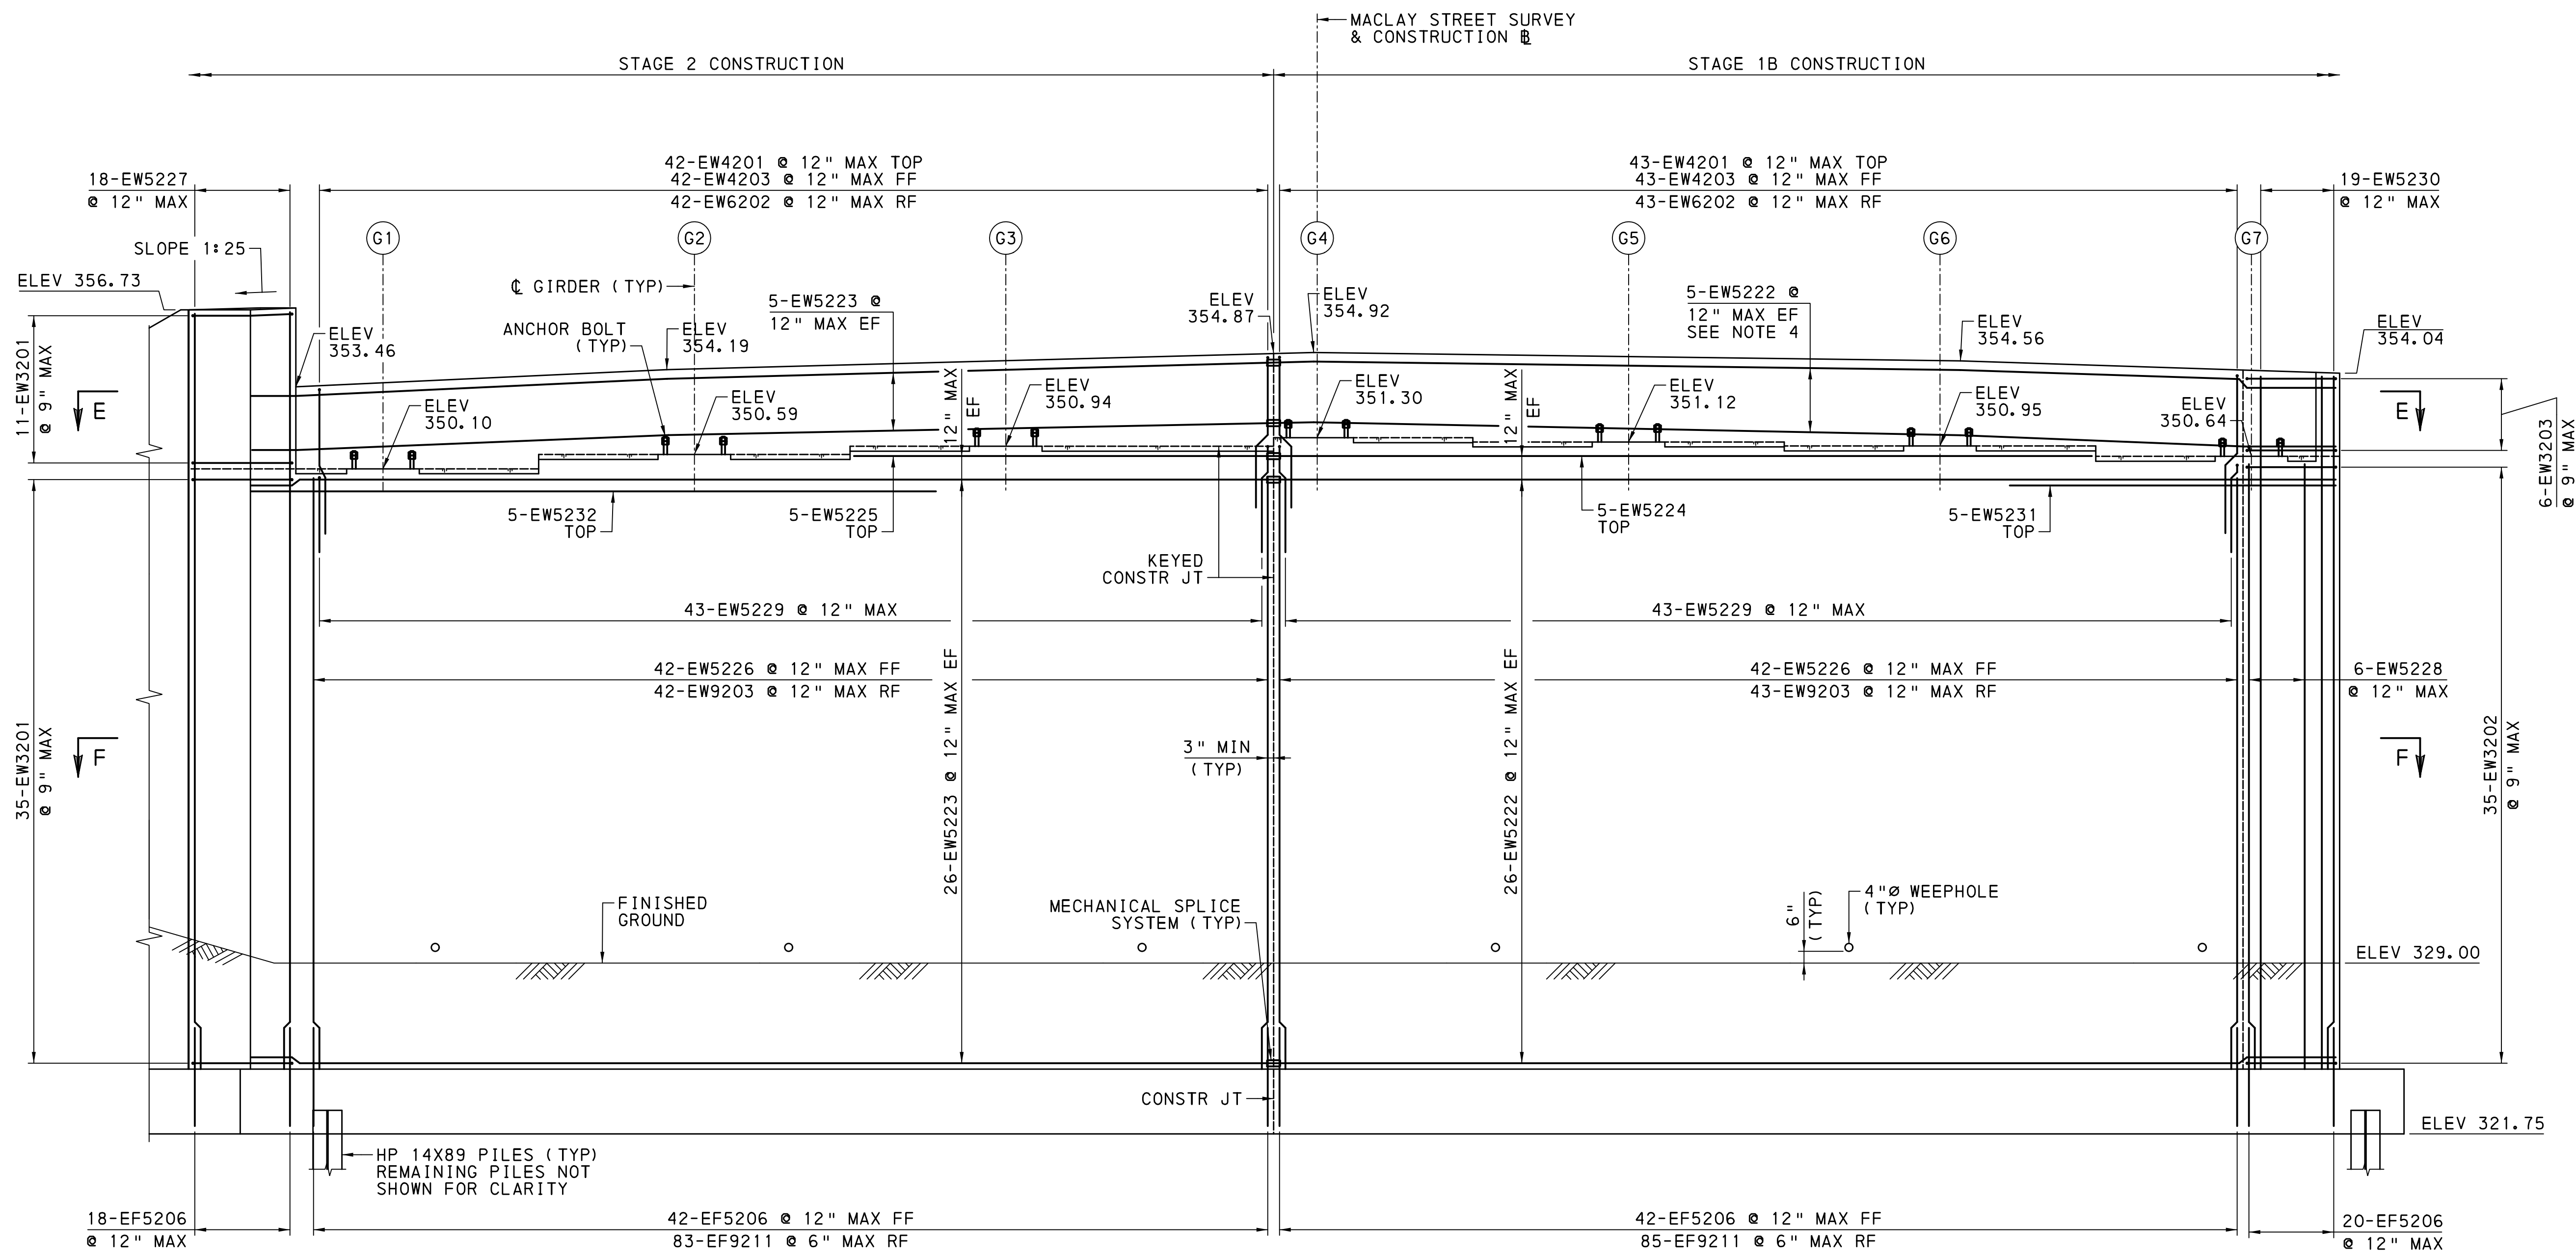 MACLAY STREET SURVEY
& CONSTRUCTION ℄
STAGE 2 CONSTRUCTION
STAGE 1B CONSTRUCTION
18-EW5227
@ 12" MAX
42-EW4201 @ 12" MAX TOP
42-EW4203 @ 12" MAX FF
42-EW6202 @ 12" MAX RF
43-EW4201 @ 12" MAX TOP
43-EW4203 @ 12" MAX FF
43-EW6202 @ 12" MAX RF
19-EW5230
@ 12" MAX
SLOPE 1:25
G1
G2
G3
G4
G5
G6
G7
ELEV 356.73
℄ GIRDER (TYP)
ANCHOR BOLT
(TYP)
5-EW5223 @
12" MAX EF
ELEV
354.87
ELEV
354.92
5-EW5222 @
12" MAX EF
SEE NOTE 4
ELEV
354.56
ELEV
354.04
ELEV
353.46
ELEV
354.19
11-EW3201
@ 9" MAX
E
ELEV
350.10
ELEV
350.59
12" MAX
EF
ELEV
350.94
ELEV
351.30
12" MAX
EF
ELEV
351.12
ELEV
350.95
ELEV
350.64
E
6-EW3203
@ 9" MAX
5-EW5232
TOP
5-EW5225
TOP
5-EW5224
TOP
5-EW5231
TOP
KEYED
CONSTR JT
43-EW5229 @ 12" MAX
43-EW5229 @ 12" MAX
42-EW5226 @ 12" MAX FF
42-EW9203 @ 12" MAX RF
42-EW5226 @ 12" MAX FF
43-EW9203 @ 12" MAX RF
6-EW5228
@ 12" MAX
35-EW3201
@ 9" MAX
F
26-EW5223 @ 12" MAX EF
3" MIN
(TYP)
26-EW5222 @ 12" MAX EF
F
35-EW3202
@ 9" MAX
FINISHED
GROUND
MECHANICAL SPLICE
SYSTEM (TYP)
6"
(TYP)
4"Ø WEEPHOLE
(TYP)
ELEV 329.00
CONSTR JT
ELEV 321.75
HP 14X89 PILES (TYP)
REMAINING PILES NOT
SHOWN FOR CLARITY
18-EF5206
@ 12" MAX
42-EF5206 @ 12" MAX FF
83-EF9211 @ 6" MAX RF
42-EF5206 @ 12" MAX FF
85-EF9211 @ 6" MAX RF
20-EF5206
@ 12" MAX